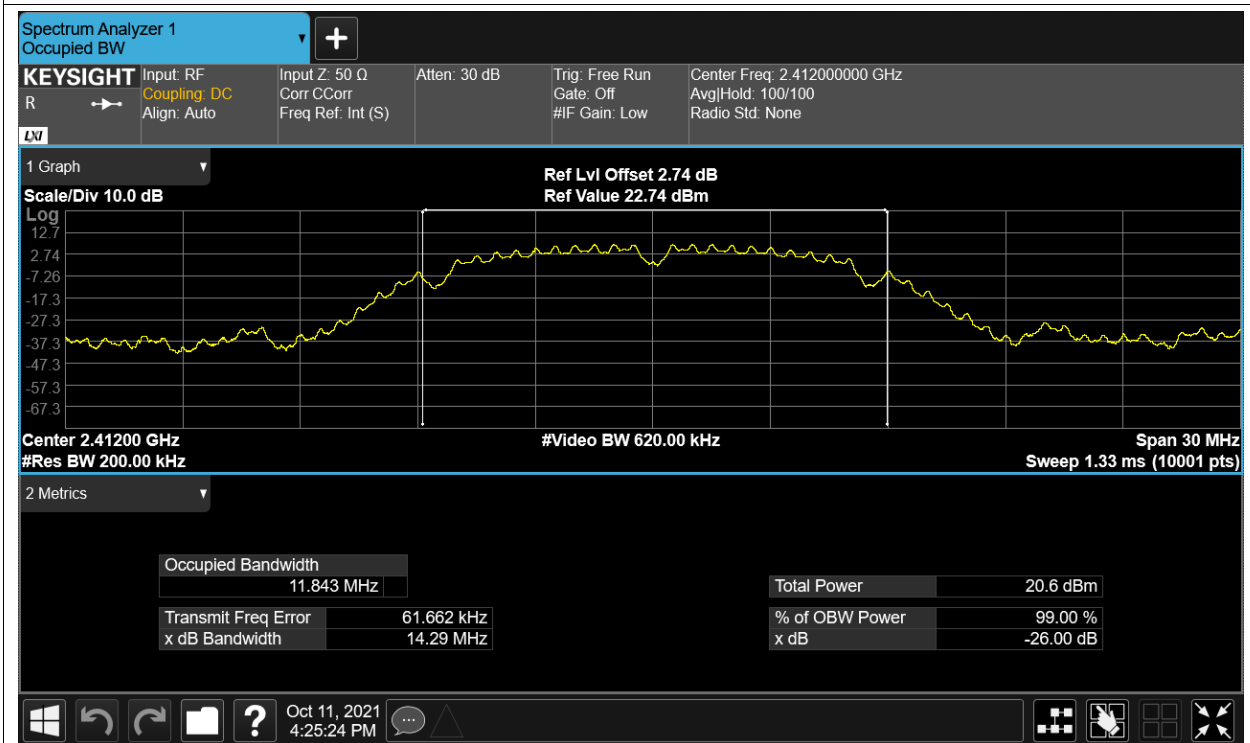 Spectrum Analyzer 1
Occupied BW
+
KEYSIGHT
R
LXI
Input: RF
Coupling: DC
Align: Auto
Input Z: 50 Ω
Corr CCorr
Freq Ref: Int (S)
Atten: 30 dB
Trig: Free Run
Gate: Off
#IF Gain: Low
Center Freq: 2.412000000 GHz
Avg|Hold: 100/100
Radio Std: None
1 Graph
Scale/Div 10.0 dB
Ref Lvl Offset 2.74 dB
Ref Value 22.74 dBm
Log
12.7
2.74
-7.26
-17.3
-27.3
-37.3
-47.3
-57.3
-67.3
Center 2.41200 GHz
#Res BW 200.00 kHz
#Video BW 620.00 kHz
Span 30 MHz
Sweep 1.33 ms (10001 pts)
2 Metrics
Occupied Bandwidth
11.843 MHz
Transmit Freq Error 61.662 kHz
x dB Bandwidth 14.29 MHz
Total Power 20.6 dBm
% of OBW Power 99.00 %
x dB -26.00 dB
?
Oct 11, 2021
4:25:24 PM